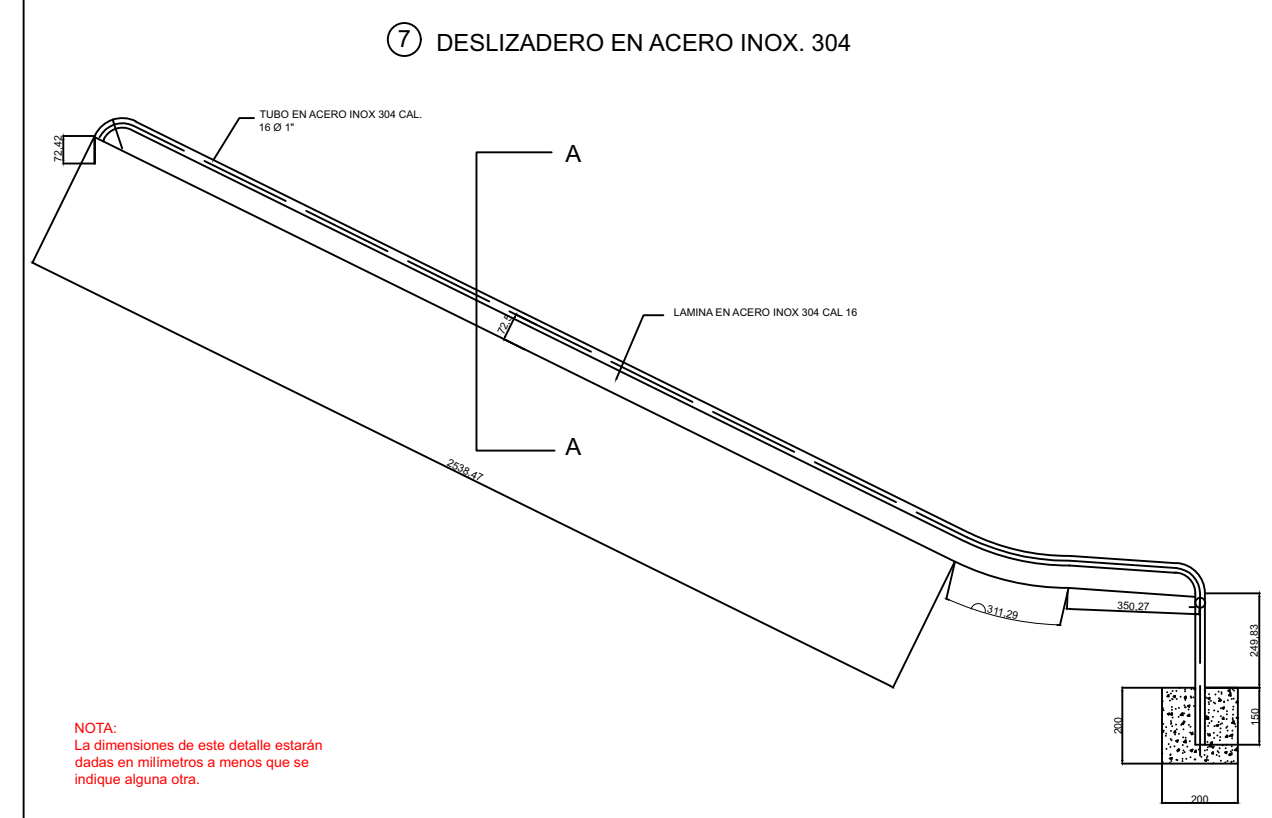 7 DESLIZADERO EN ACERO INOX. 304
TUBO EN ACERO INOX 304 CAL.
16 Ø 1"
72,42
A
LAMINA EN ACERO INOX 304 CAL 16
72,5
A
2538,47
311,29
350,27
249,83
200
150
200
NOTA:
La dimensiones de este detalle estarán
dadas en milímetros a menos que se
indique alguna otra.